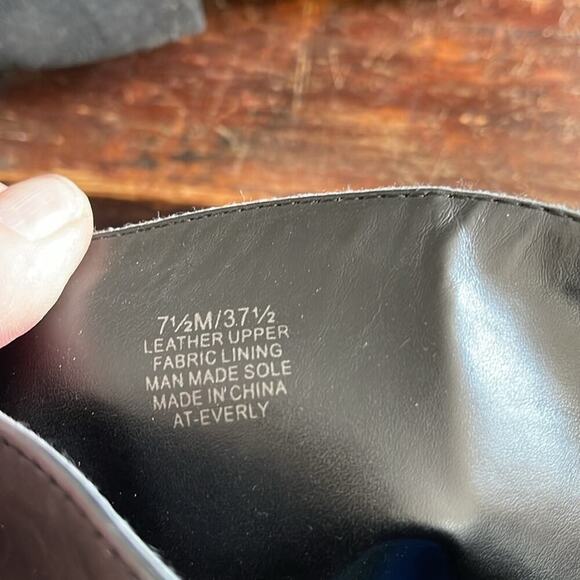 7½M/37½
LEATHER UPPER
FABRIC LINING
MAN MADE SOLE
MADE IN CHINA
AT-EVERLY